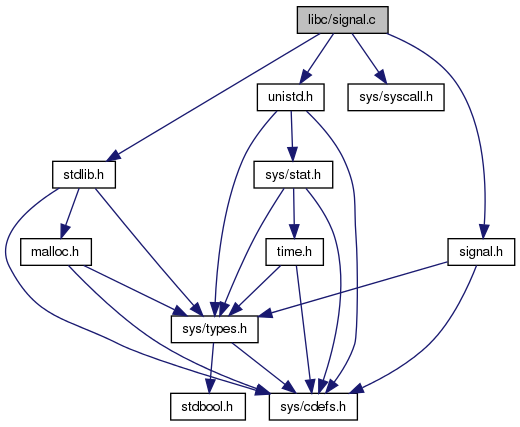 libc/signal.c
unistd.h
sys/syscall.h
stdlib.h
sys/stat.h
malloc.h
time.h
signal.h
sys/types.h
stdbool.h
sys/cdefs.h